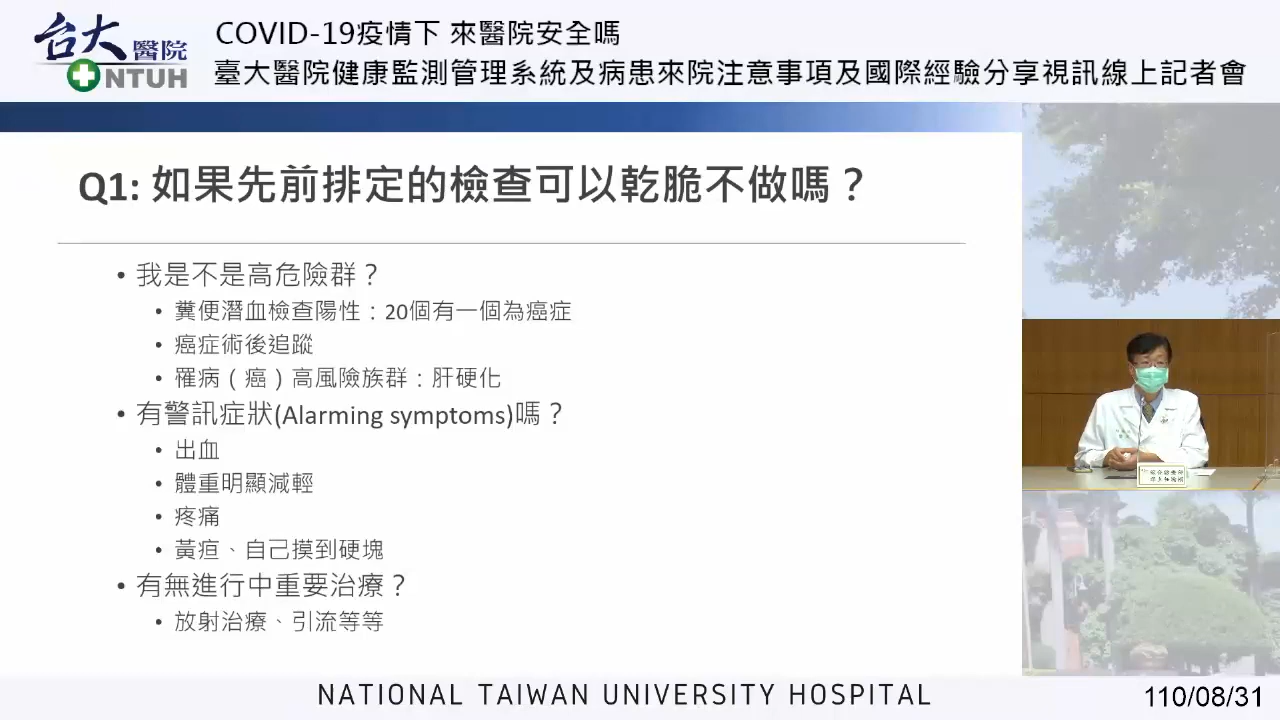 台大醫院
NTUH
COVID-19疫情下 來醫院安全嗎
臺大醫院健康監測管理系統及病患來院注意事項及國際經驗分享視訊線上記者會
Q1: 如果先前排定的檢查可以乾脆不做嗎？
• 我是不是高危險群？
• 糞便潛血檢查陽性：20個有一個為癌症
• 癌症術後追蹤
• 罹病（癌）高風險族群：肝硬化
• 有警訊症狀(Alarming symptoms)嗎？
• 出血
• 體重明顯減輕
• 疼痛
• 黃疸、自己摸到硬塊
• 有無進行中重要治療？
• 放射治療、引流等等
NATIONAL TAIWAN UNIVERSITY HOSPITAL
110/08/31